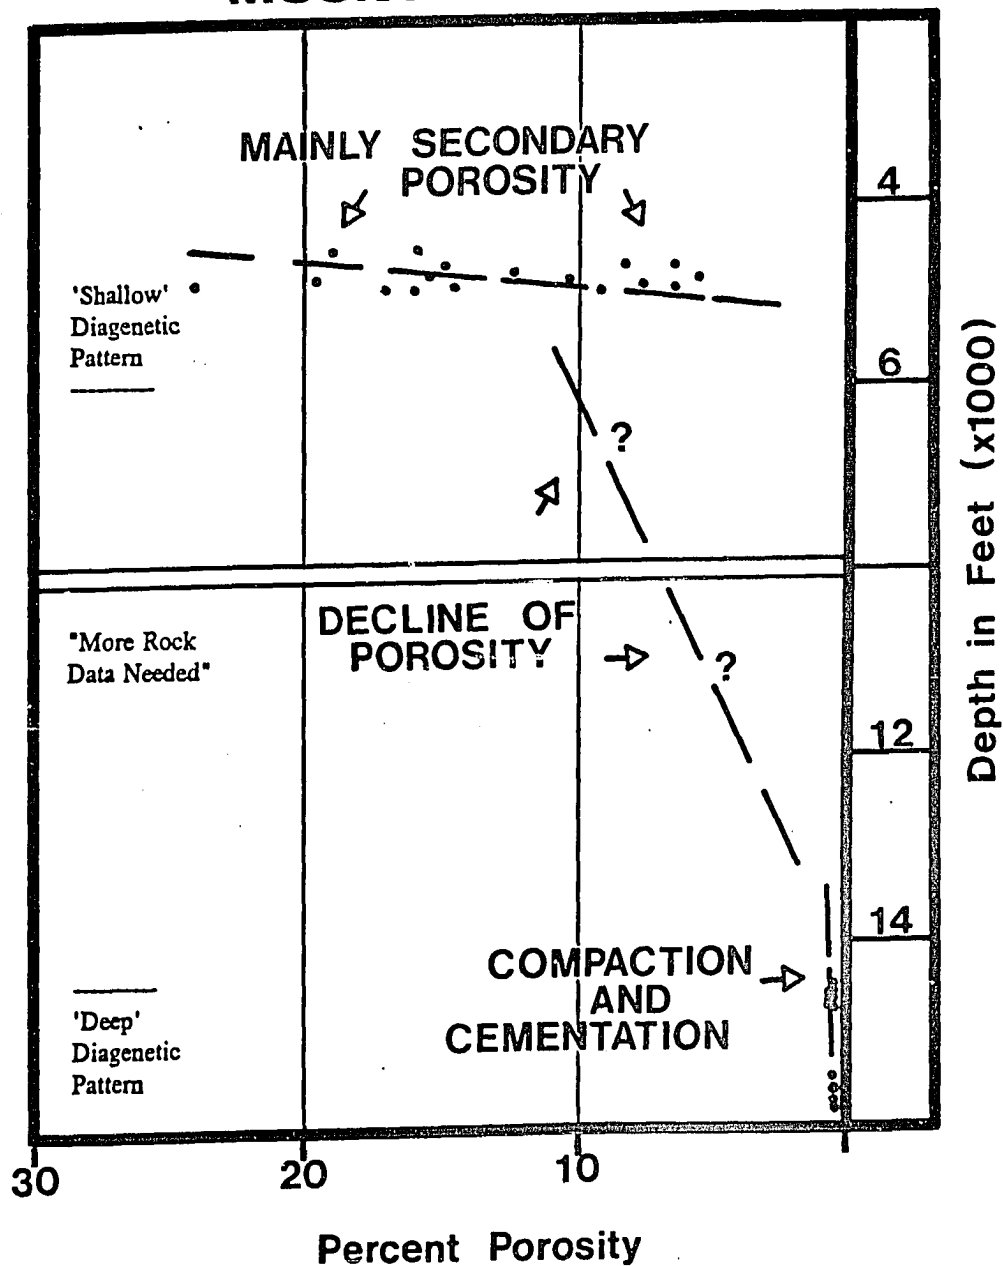 MAINLY SECONDARY
POROSITY
4
'Shallow'
Diagenetic
Pattern
6
?
Depth in Feet (x1000)
DECLINE OF
POROSITY
"More Rock
Data Needed"
?
12
14
COMPACTION
AND
CEMENTATION
'Deep'
Diagenetic
Pattern
30
20
10
Percent Porosity